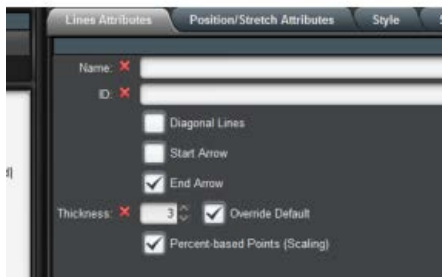 Lines Attributes Position/Stretch Attributes Style
Name:
ID:
Diagonal Lines
Start Arrow
End Arrow
Thickness: 3 Override Default
Percent-based Points (Scaling)